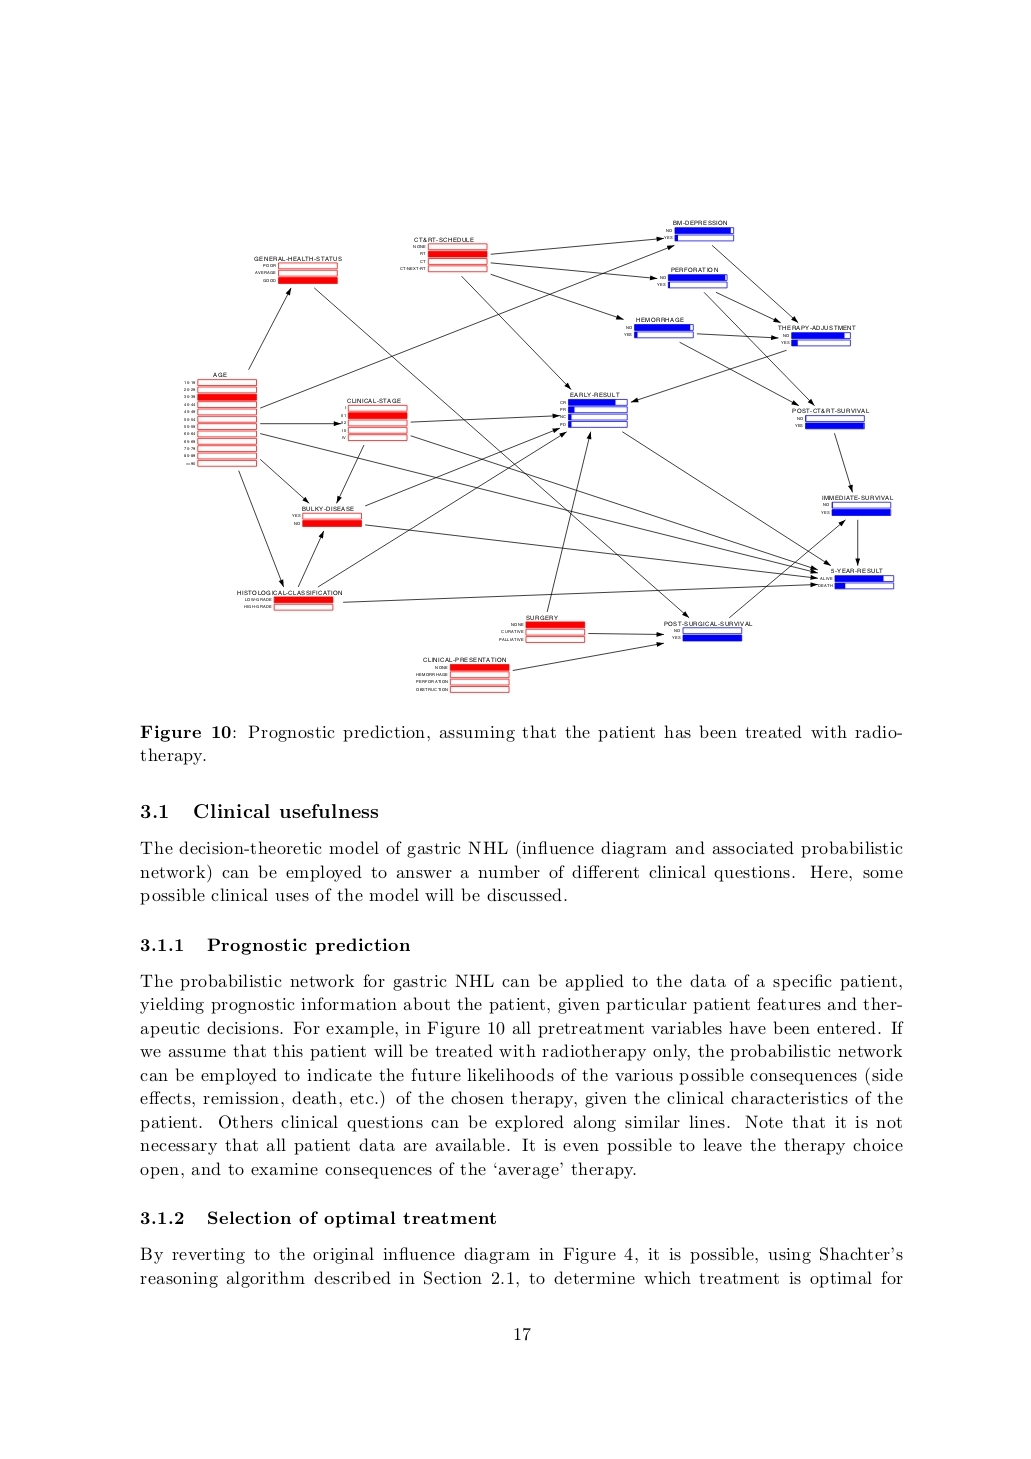 BM-DEPRESSION
NO
YES
CT&RT-SCHEDULE
NONE
RT
CT
CT-NEXT-RT
GENERAL-HEALTH-STATUS
POOR
AVERAGE
GOOD
PERFORATION
NO
YES
HEMORRHAGE
NO
YES
THERAPY-ADJUSTMENT
NO
YES
AGE
CLINICAL-STAGE
I
II1
II2
III
IV
EARLY-RESULT
CR
PR
NC
PD
POST-CT&RT-SURVIVAL
NO
YES
IMMEDIATE-SURVIVAL
NO
YES
BULKY-DISEASE
YES
NO
5-YEAR-RESULT
ALIVE
DEATH
HISTOLOGICAL-CLASSIFICATION
LOW-GRADE
HIGH-GRADE
SURGERY
NONE
CURATIVE
PALLIATIVE
POST-SURGICAL-SURVIVAL
NO
YES
CLINICAL-PRESENTATION
NONE
HEMORRHAGE
PERFORATION
OBSTRUCTION
Figure 10: Prognostic prediction, assuming that the patient has been treated with radio-
therapy.
3.1 Clinical usefulness
The decision-theoretic model of gastric NHL (influence diagram and associated probabilistic
network) can be employed to answer a number of different clinical questions. Here, some
possible clinical uses of the model will be discussed.
3.1.1 Prognostic prediction
The probabilistic network for gastric NHL can be applied to the data of a specific patient,
yielding prognostic information about the patient, given particular patient features and ther-
apeutic decisions. For example, in Figure 10 all pretreatment variables have been entered. If
we assume that this patient will be treated with radiotherapy only, the probabilistic network
can be employed to indicate the future likelihoods of the various possible consequences (side
effects, remission, death, etc.) of the chosen therapy, given the clinical characteristics of the
patient. Others clinical questions can be explored along similar lines. Note that it is not
necessary that all patient data are available. It is even possible to leave the therapy choice
open, and to examine consequences of the ‘average’ therapy.
3.1.2 Selection of optimal treatment
By reverting to the original influence diagram in Figure 4, it is possible, using Shachter’s
reasoning algorithm described in Section 2.1, to determine which treatment is optimal for
17